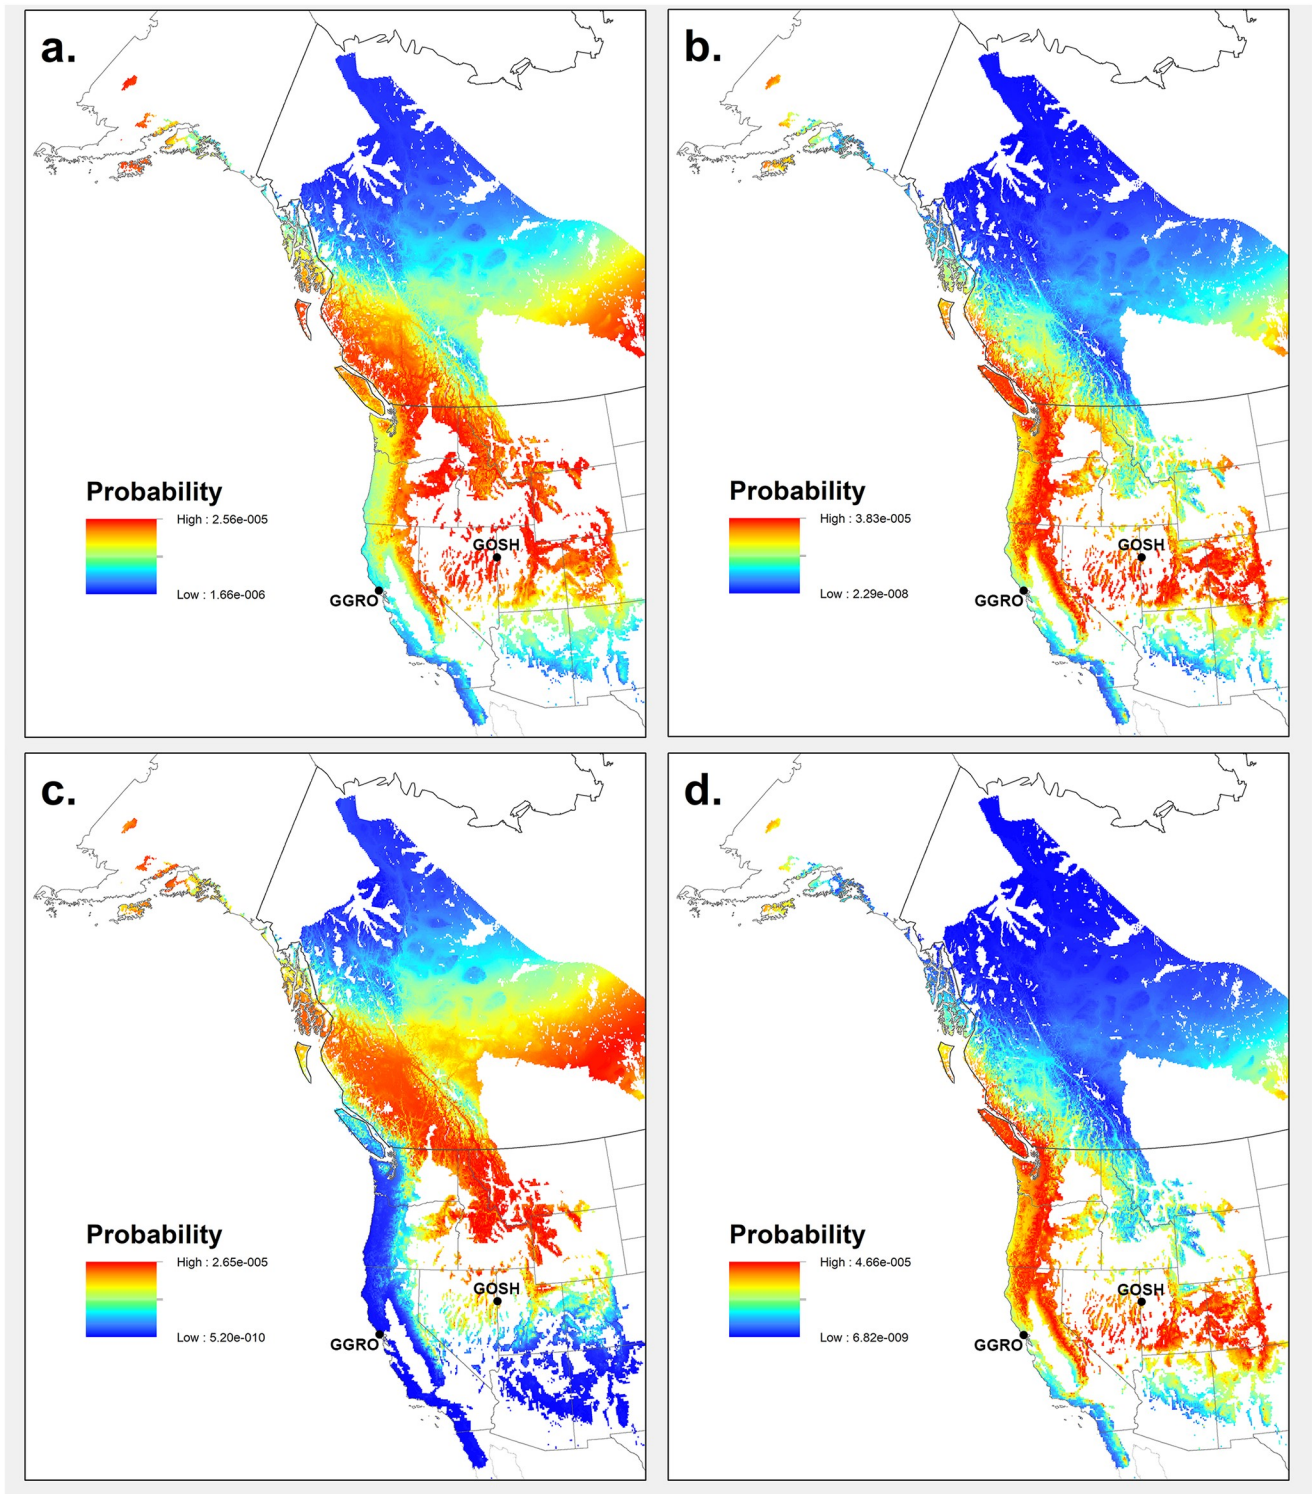 a.
GOSH
GGRO
Probability
High : 2.56e-005
Low : 1.66e-006
b.
GOSH
GGRO
Probability
High : 3.83e-005
Low : 2.29e-008
c.
GOSH
GGRO
Probability
High : 2.65e-005
Low : 5.20e-010
d.
GOSH
GGRO
Probability
High : 4.66e-005
Low : 6.82e-009